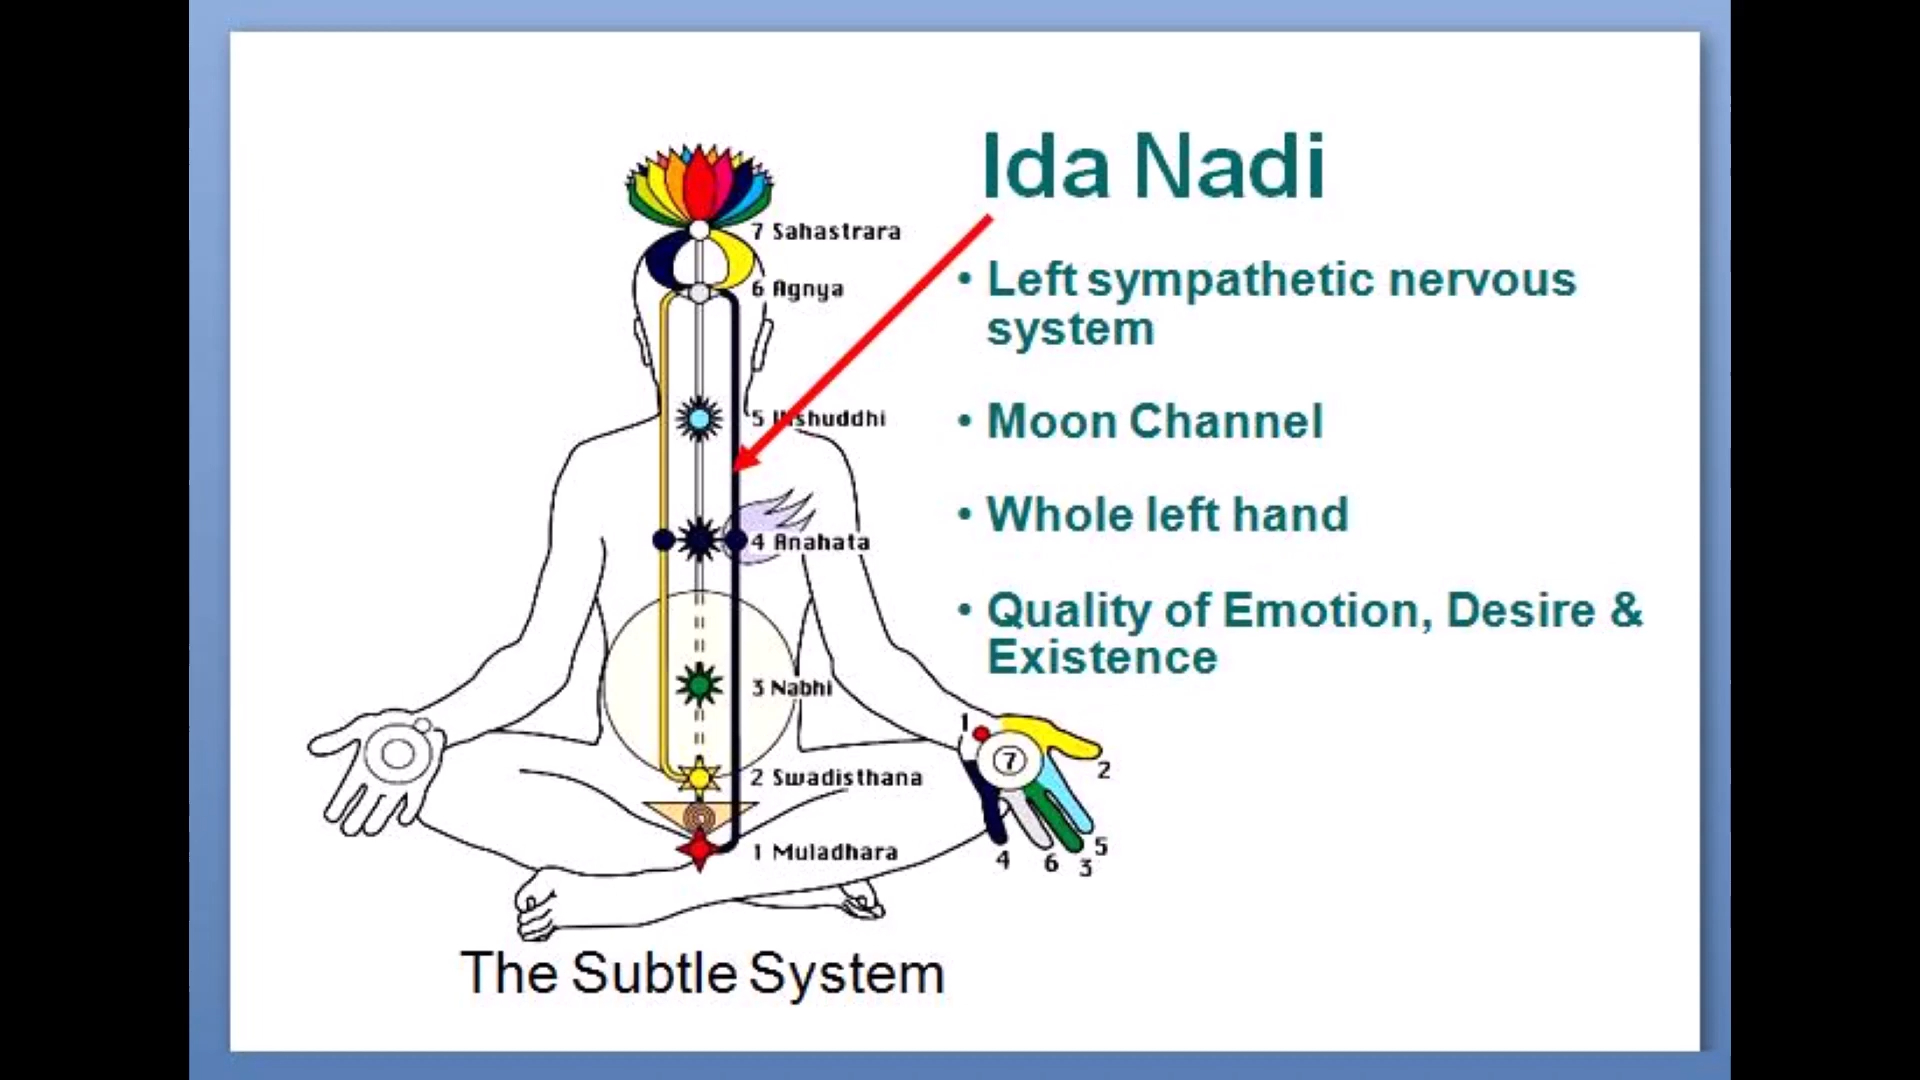 Ida Nadi
7 Sahastrara
6 Agnya
• Left sympathetic nervous
system
5 Vishuddhi
• Moon Channel
• Whole left hand
4 Anahata
• Quality of Emotion, Desire &
Existence
3 Nabhi
2 Swadisthana
1 Muladhara
1
7
2
5
4
6
3
The Subtle System